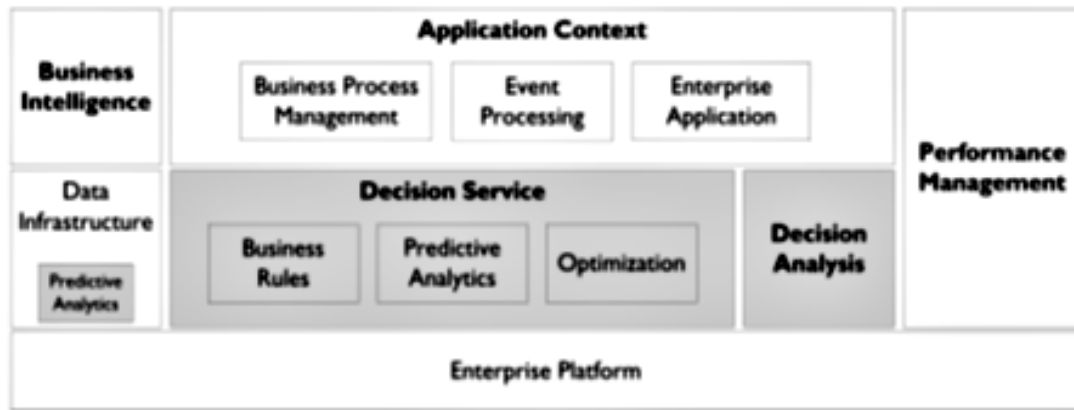 Business
Intelligence
Application Context
Business Process
Management
Event
Processing
Enterprise
Application
Performance
Management
Data
Infrastructure
Predictive
Analytics
Decision Service
Business
Rules
Predictive
Analytics
Optimization
Decision
Analysis
Enterprise Platform